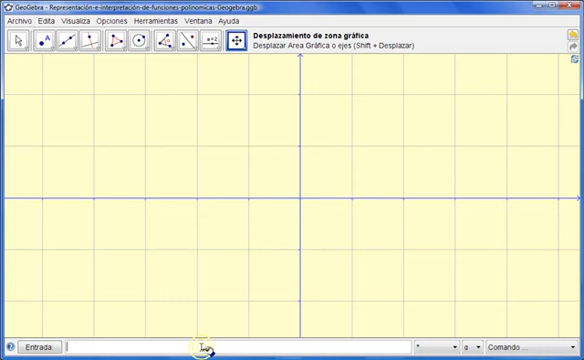 GeoGebra - Representación-e-interpretación-de-funciones-polinomicas-Geogebra.ggb
Archivo Edita Visualiza Opciones Herramientas Ventana Ayuda
A
a=2
Desplazamiento de zona gráfica
Desplazar Area Gráfica o ejes (Shift + Desplazar)
Entrada:
α
Comando ...